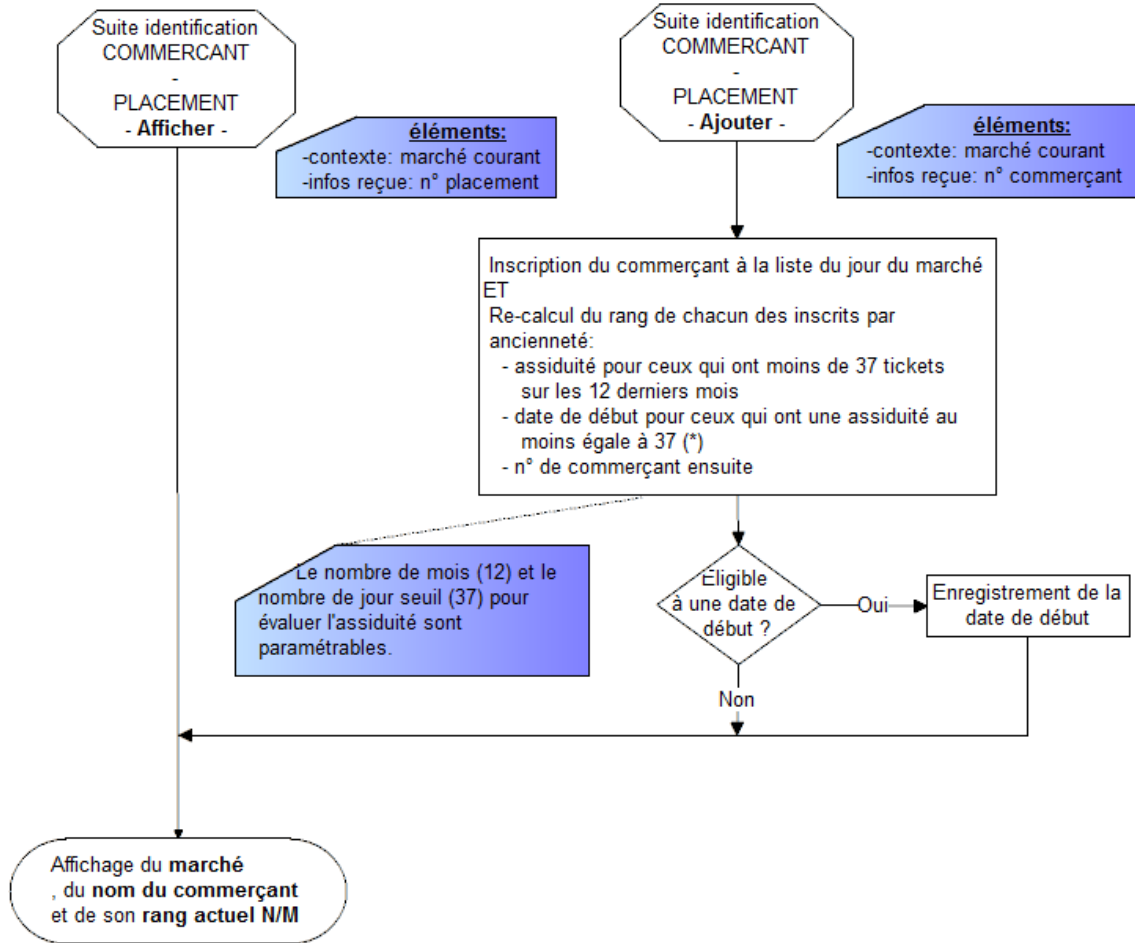 Suite identification
COMMERCANT
-
PLACEMENT
- Afficher -
éléments:
-contexte: marché courant
-infos reçue: n° placement
Suite identification
COMMERCANT
-
PLACEMENT
- Ajouter -
éléments:
-contexte: marché courant
-infos reçue: n° commerçant
Inscription du commerçant à la liste du jour du marché
ET
Re-calcul du rang de chacun des inscrits par
ancienneté:
- assiduité pour ceux qui ont moins de 37 tickets
sur les 12 derniers mois
- date de début pour ceux qui ont une assiduité au
moins égale à 37 (*)
- n° de commerçant ensuite
Le nombre de mois (12) et le
nombre de jour seuil (37) pour
évaluer l'assiduité sont
paramétrables.
Eligible
à une date de
début ?
Oui
Enregistrement de la
date de début
Non
Affichage du marché
, du nom du commerçant
et de son rang actuel N/M